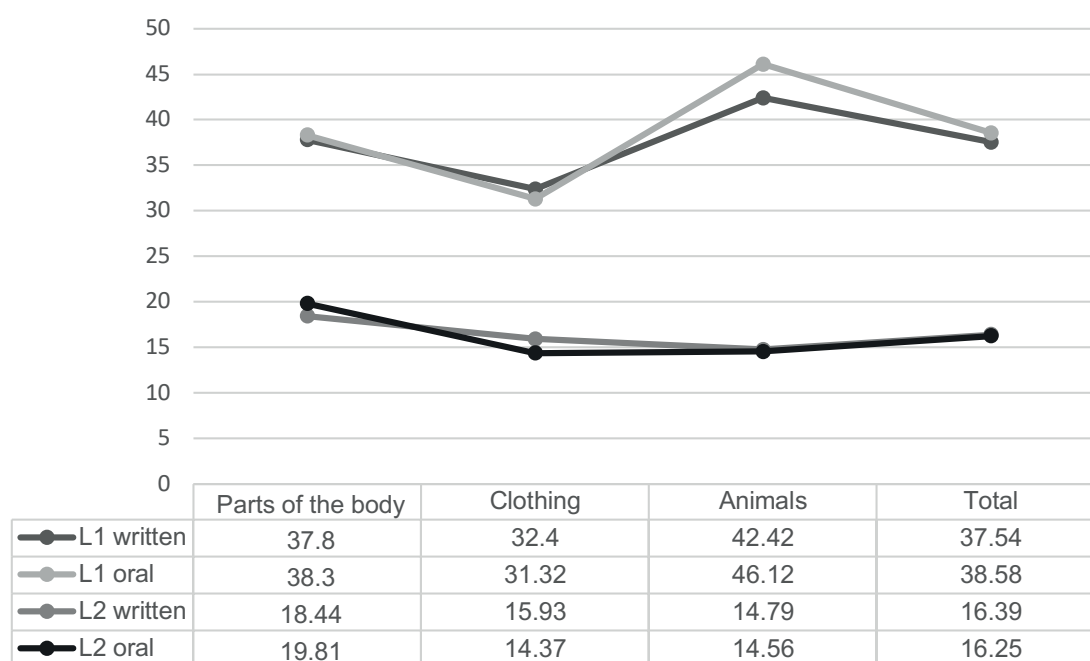 50
45
40
35
30
25
20
15
10
5
0
Parts of the body Clothing Animals Total
L1 written 37.8 32.4 42.42 37.54
L1 oral 38.3 31.32 46.12 38.58
L2 written 18.44 15.93 14.79 16.39
L2 oral 19.81 14.37 14.56 16.25